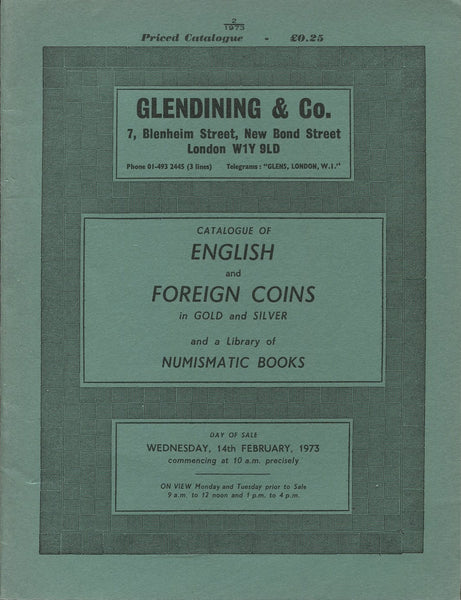 2
1973
Priced Catalogue - £0.25
GLENDINING & Co.
7, Blenheim Street, New Bond Street
London W1Y 9LD
Phone 01-493 2445 (3 lines) Telegrams: "GLENS, LONDON, W.1."
CATALOGUE OF
ENGLISH
and
FOREIGN COINS
in GOLD and SILVER
and a Library of
NUMISMATIC BOOKS
DAY OF SALE
WEDNESDAY, 14th FEBRUARY, 1973
commencing at 10 a.m. precisely
ON VIEW Monday and Tuesday prior to Sale
9 a.m. to 12 noon and 1 p.m. to 4 p.m.